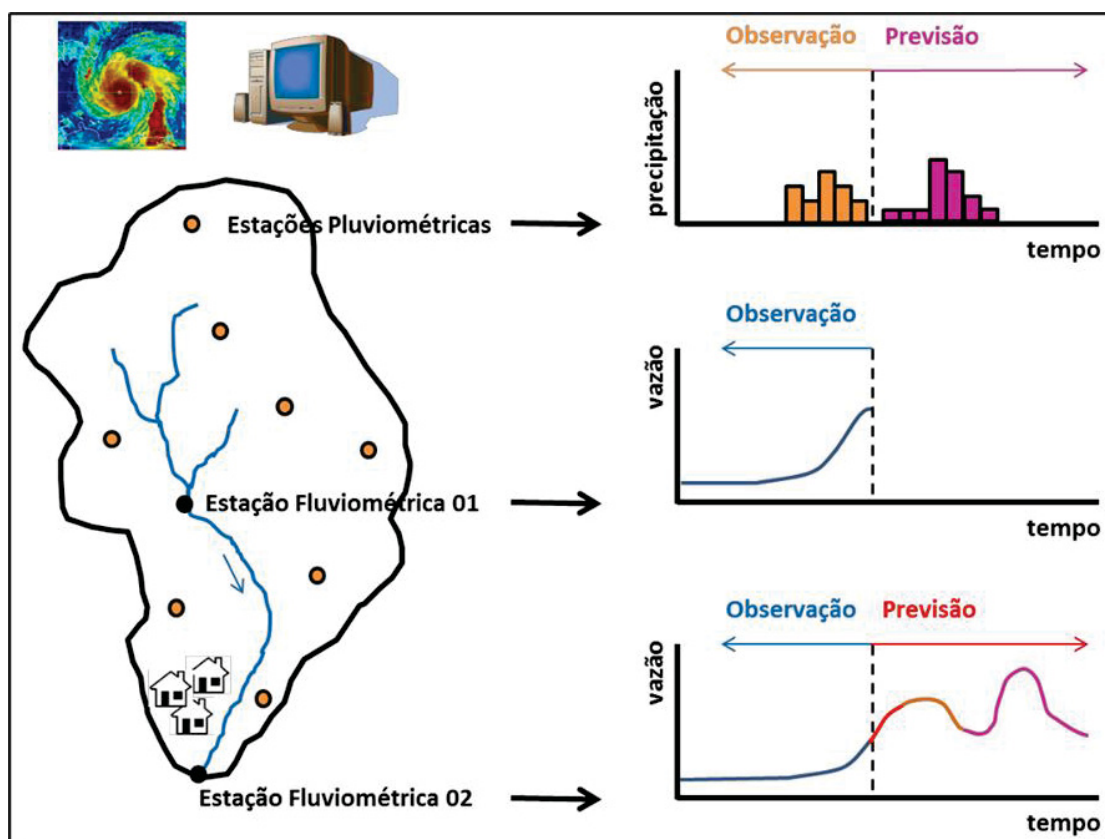 Observação Previsão
precipitação
Estações Pluviométricas
tempo
Observação
vazão
Estação Fluviométrica 01
tempo
Observação Previsão
vazão
Estação Fluviométrica 02
tempo